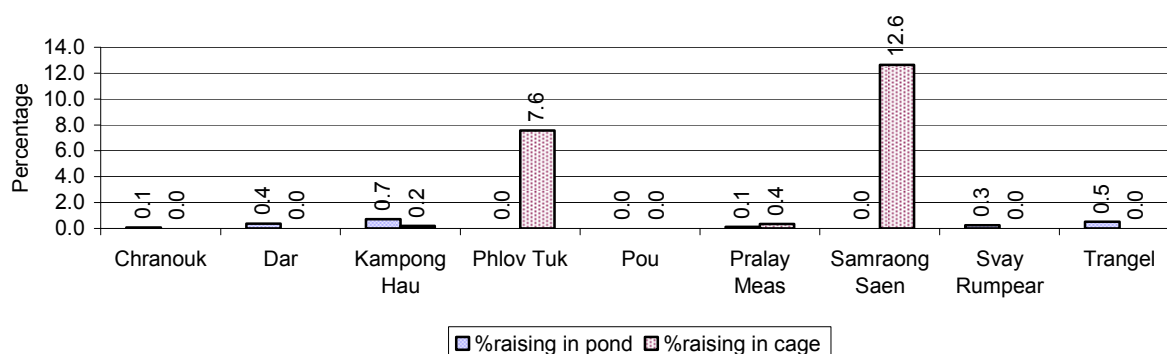 Percentage
14.0
12.0
10.0
8.0
6.0
4.0
2.0
0.0
0.1 0.0 0.4 0.0 0.7 0.2 0.0 7.6 0.0 0.0 0.1 0.4 0.0 12.6 0.3 0.0 0.5 0.0
Chranouk Dar Kampong Phlov Tuk Pou Pralay Samraong Svay Trangel
Hau Meas Saen Rumpear
%raising in pond %raising in cage